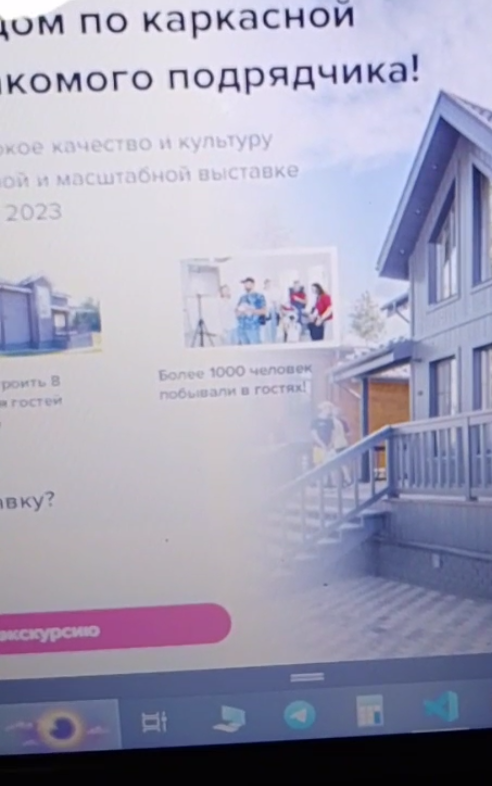 дом по каркасной
комого подрядчика!
окое качество и культуру
ой и масштабной выставке
2023
роить 8
я гостей
Более 1000 человек
побывали в гостях!
авку?
экскурсию